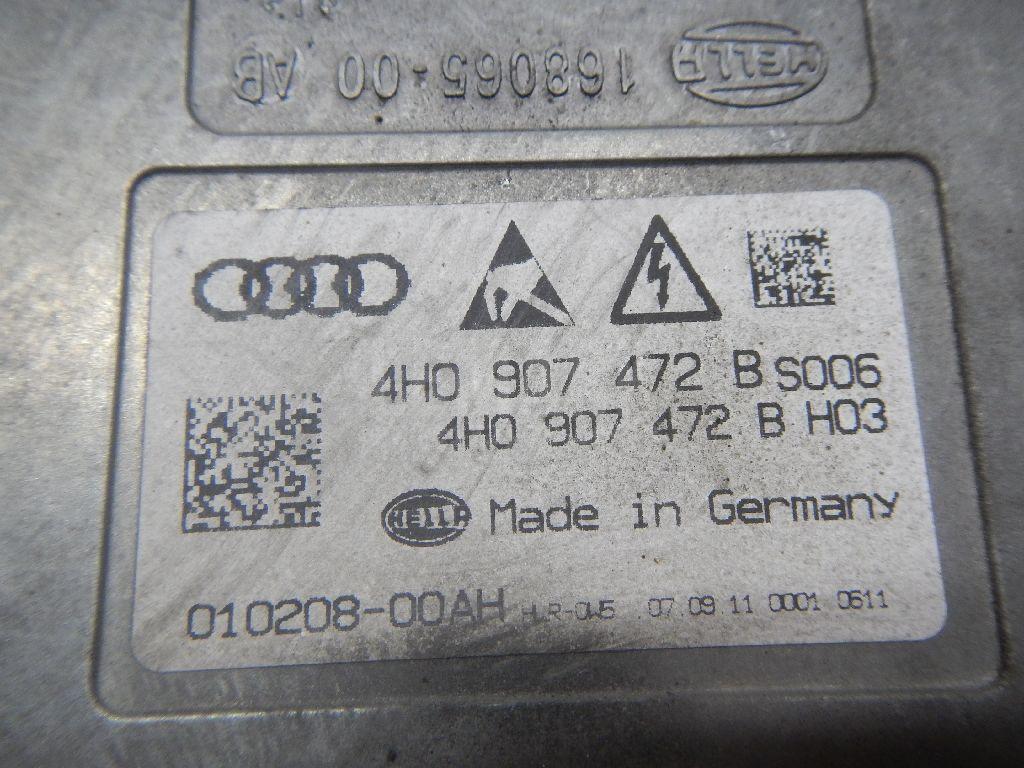 HELLA 168065-00 AB
4H0 907 472 B S006
4H0 907 472 B H03
HELLA Made in Germany
010208-00AH HLR-0W5 07.09.11 0001 0611